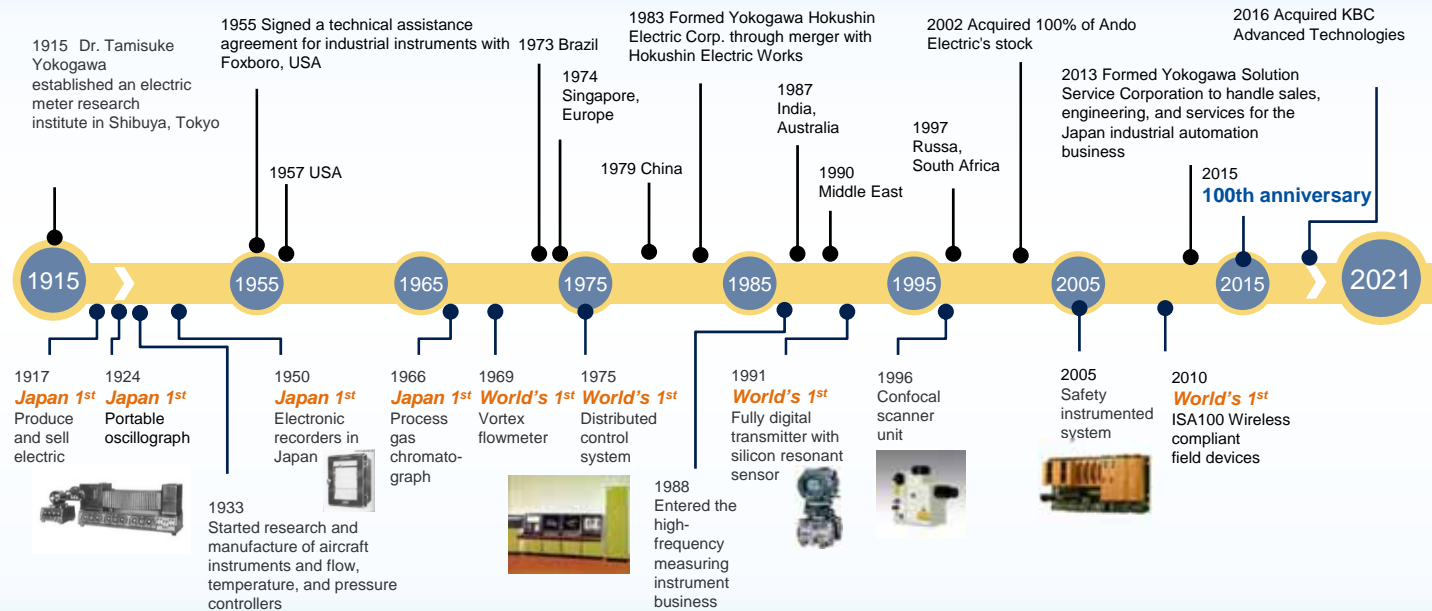 1915 Dr. Tamisuke
Yokogawa
established an electric
meter research
institute in Shibuya, Tokyo
1955 Signed a technical assistance
agreement for industrial instruments with
Foxboro, USA
1957 USA
1973 Brazil
1974
Singapore,
Europe
1979 China
1983 Formed Yokogawa Hokushin
Electric Corp. through merger with
Hokushin Electric Works
1987
India,
Australia
1990
Middle East
1997
Russa,
South Africa
2002 Acquired 100% of Ando
Electric's stock
2013 Formed Yokogawa Solution
Service Corporation to handle sales,
engineering, and services for the
Japan industrial automation
business
2015
100th anniversary
2016 Acquired KBC
Advanced Technologies
1915
1955
1965
1975
1985
1995
2005
2015
2021
1917
Japan 1st
Produce
and sell
electric
1924
Japan 1st
Portable
oscillograph
1933
Started research and
manufacture of aircraft
instruments and flow,
temperature, and pressure
controllers
1950
Japan 1st
Electronic
recorders in
Japan
1966
Japan 1st
Process
gas
chromato-
graph
1969
World's 1st
Vortex
flowmeter
1975
World's 1st
Distributed
control
system
1988
Entered the
high-
frequency
measuring
instrument
business
1991
World's 1st
Fully digital
transmitter with
silicon resonant
sensor
1996
Confocal
scanner
unit
2005
Safety
instrumented
system
2010
World's 1st
ISA100 Wireless
compliant
field devices